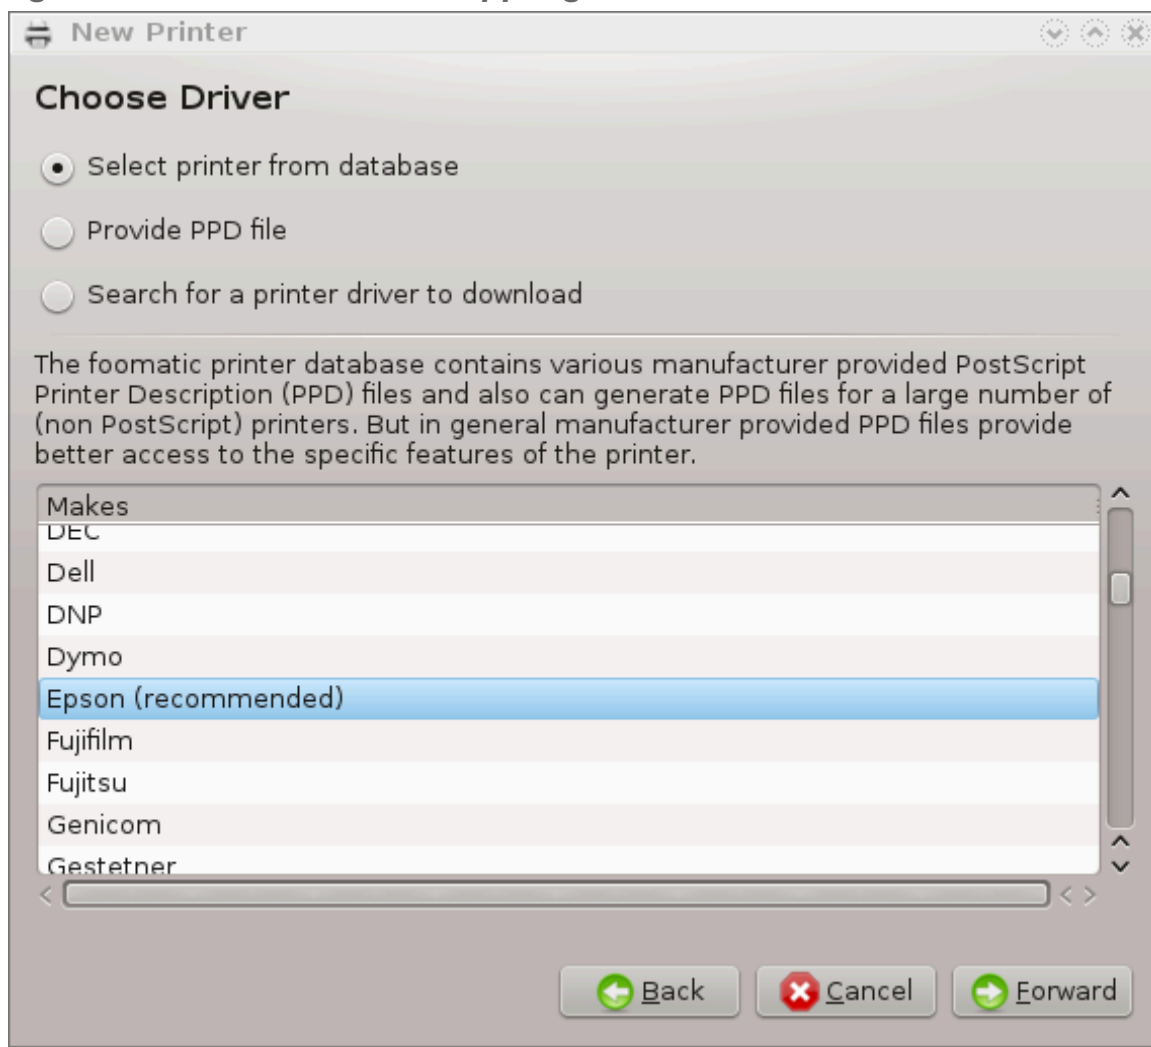 New Printer
Choose Driver
Select printer from database
Provide PPD file
Search for a printer driver to download
The foomatic printer database contains various manufacturer provided PostScript
Printer Description (PPD) files and also can generate PPD files for a large number of
(non PostScript) printers. But in general manufacturer provided PPD files provide
better access to the specific features of the printer.
Makes
DEC
Dell
DNP
Dymo
Epson (recommended)
Fujifilm
Fujitsu
Genicom
Gestetner
Back Cancel Forward